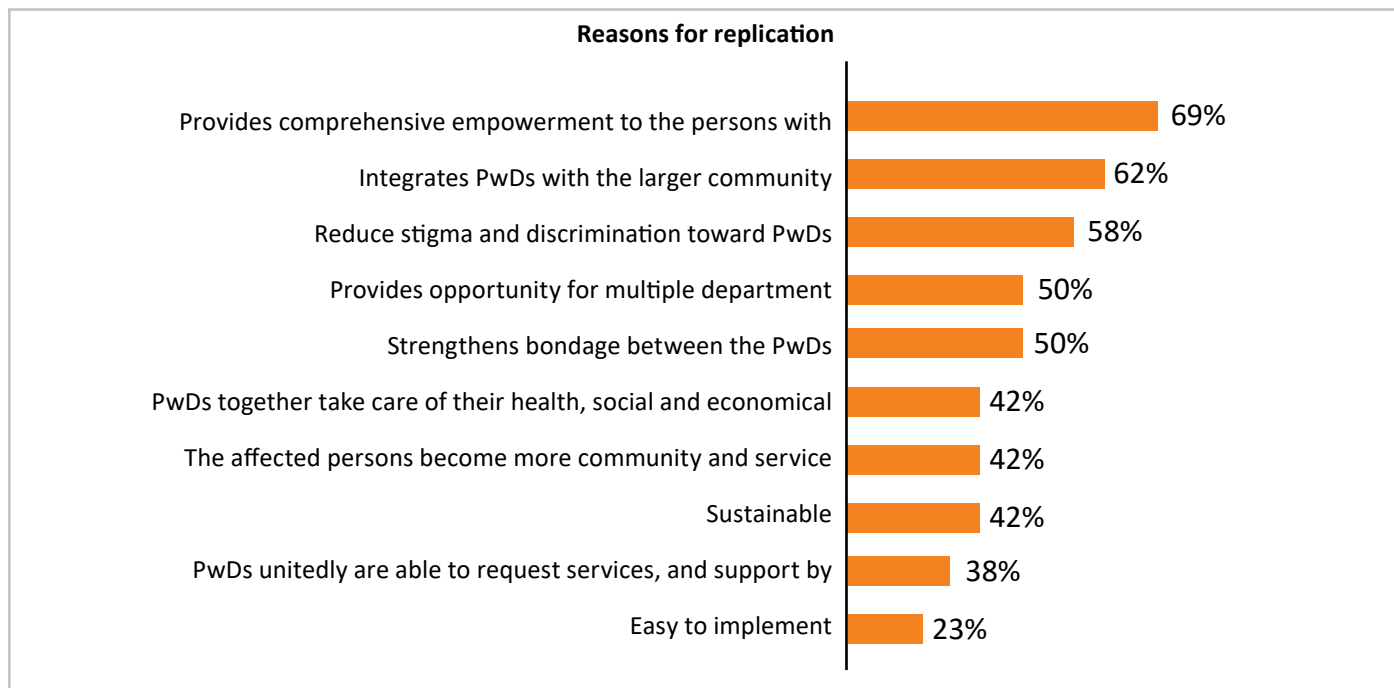 Reasons for replication
Provides comprehensive empowerment to the persons with 69%
Integrates PwDs with the larger community 62%
Reduce stigma and discrimination toward PwDs 58%
Provides opportunity for multiple department 50%
Strengthens bondage between the PwDs 50%
PwDs together take care of their health, social and economical 42%
The affected persons become more community and service 42%
Sustainable 42%
PwDs unitedly are able to request services, and support by 38%
Easy to implement 23%